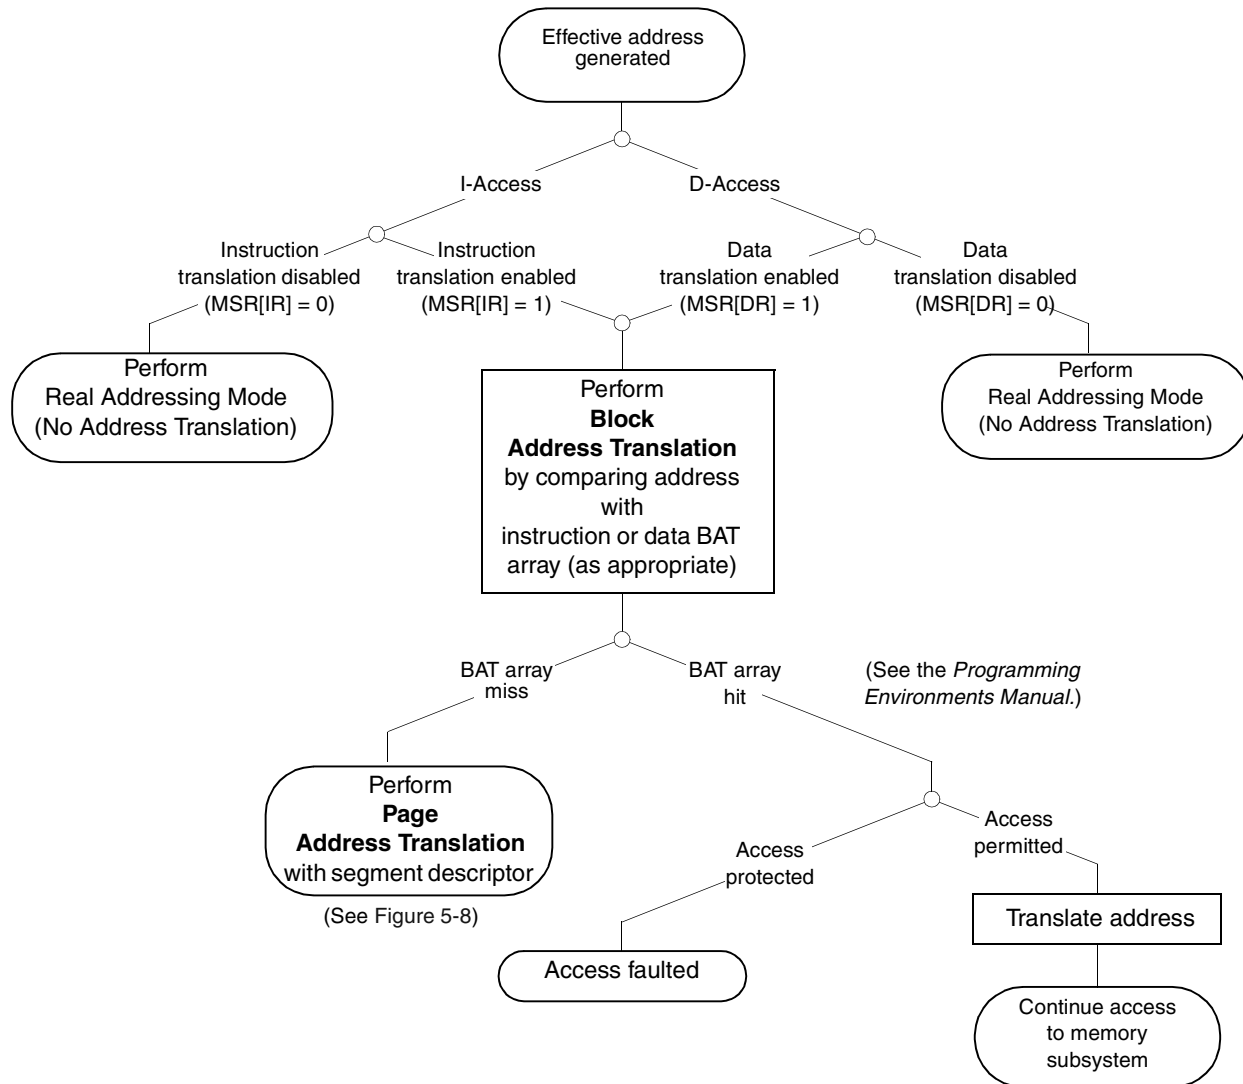 Effective address
generated
I-Access
D-Access
Instruction
translation disabled
(MSR[IR] = 0)
Instruction
translation enabled
(MSR[IR] = 1)
Data
translation enabled
(MSR[DR] = 1)
Data
translation disabled
(MSR[DR] = 0)
Perform
Real Addressing Mode
(No Address Translation)
Perform
Block
Address Translation
by comparing address
with
instruction or data BAT
array (as appropriate)
Perform
Real Addressing Mode
(No Address Translation)
BAT array
miss
BAT array
hit
(See the Programming
Environments Manual.)
Perform
Page
Address Translation
with segment descriptor
(See Figure 5-8)
Access
protected
Access
permitted
Access faulted
Translate address
Continue access
to memory
subsystem